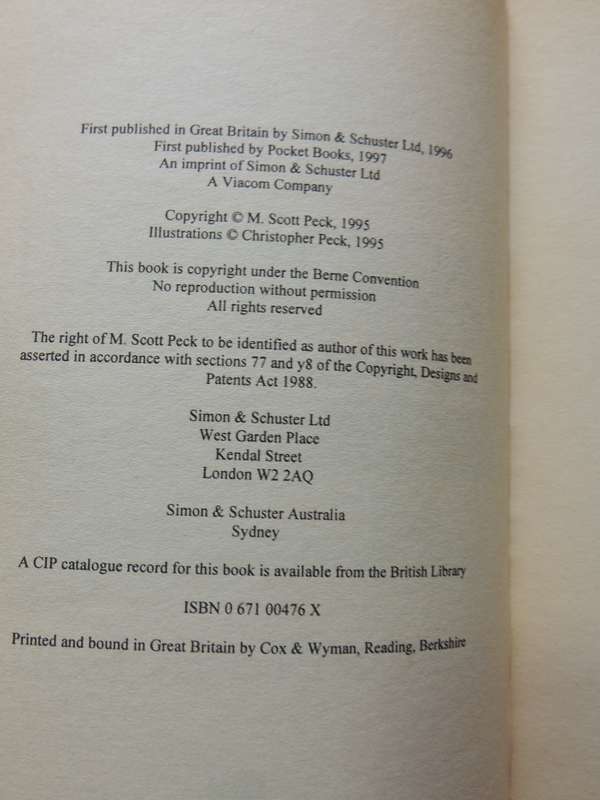 First published in Great Britain by Simon & Schuster Ltd, 1996
First published by Pocket Books, 1997
An imprint of Simon & Schuster Ltd
A Viacom Company
Copyright © M. Scott Peck, 1995
Illustrations © Christopher Peck, 1995
This book is copyright under the Berne Convention
No reproduction without permission
All rights reserved
The right of M. Scott Peck to be identified as author of this work has been
asserted in accordance with sections 77 and y8 of the Copyright, Designs and
Patents Act 1988.
Simon & Schuster Ltd
West Garden Place
Kendal Street
London W2 2AQ
Simon & Schuster Australia
Sydney
A CIP catalogue record for this book is available from the British Library
ISBN 0 671 00476 X
Printed and bound in Great Britain by Cox & Wyman, Reading, Berkshire